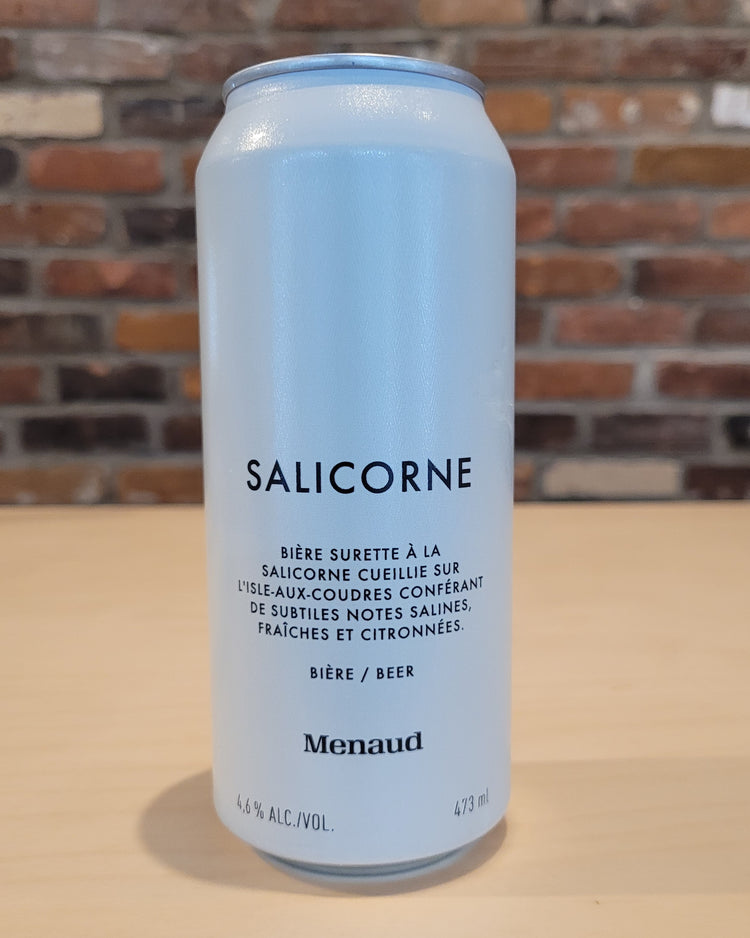 SALICORNE
BIÈRE SURETTE À LA
SALICORNE CUEILLIE SUR
L'ISLE-AUX-COUDRES CONFÉRANT
DE SUBTILES NOTES SALINES,
FRAÎCHES ET CITRONNÉES.
BIÈRE / BEER
Menaud
4,6 % ALC./VOL.
473 ml